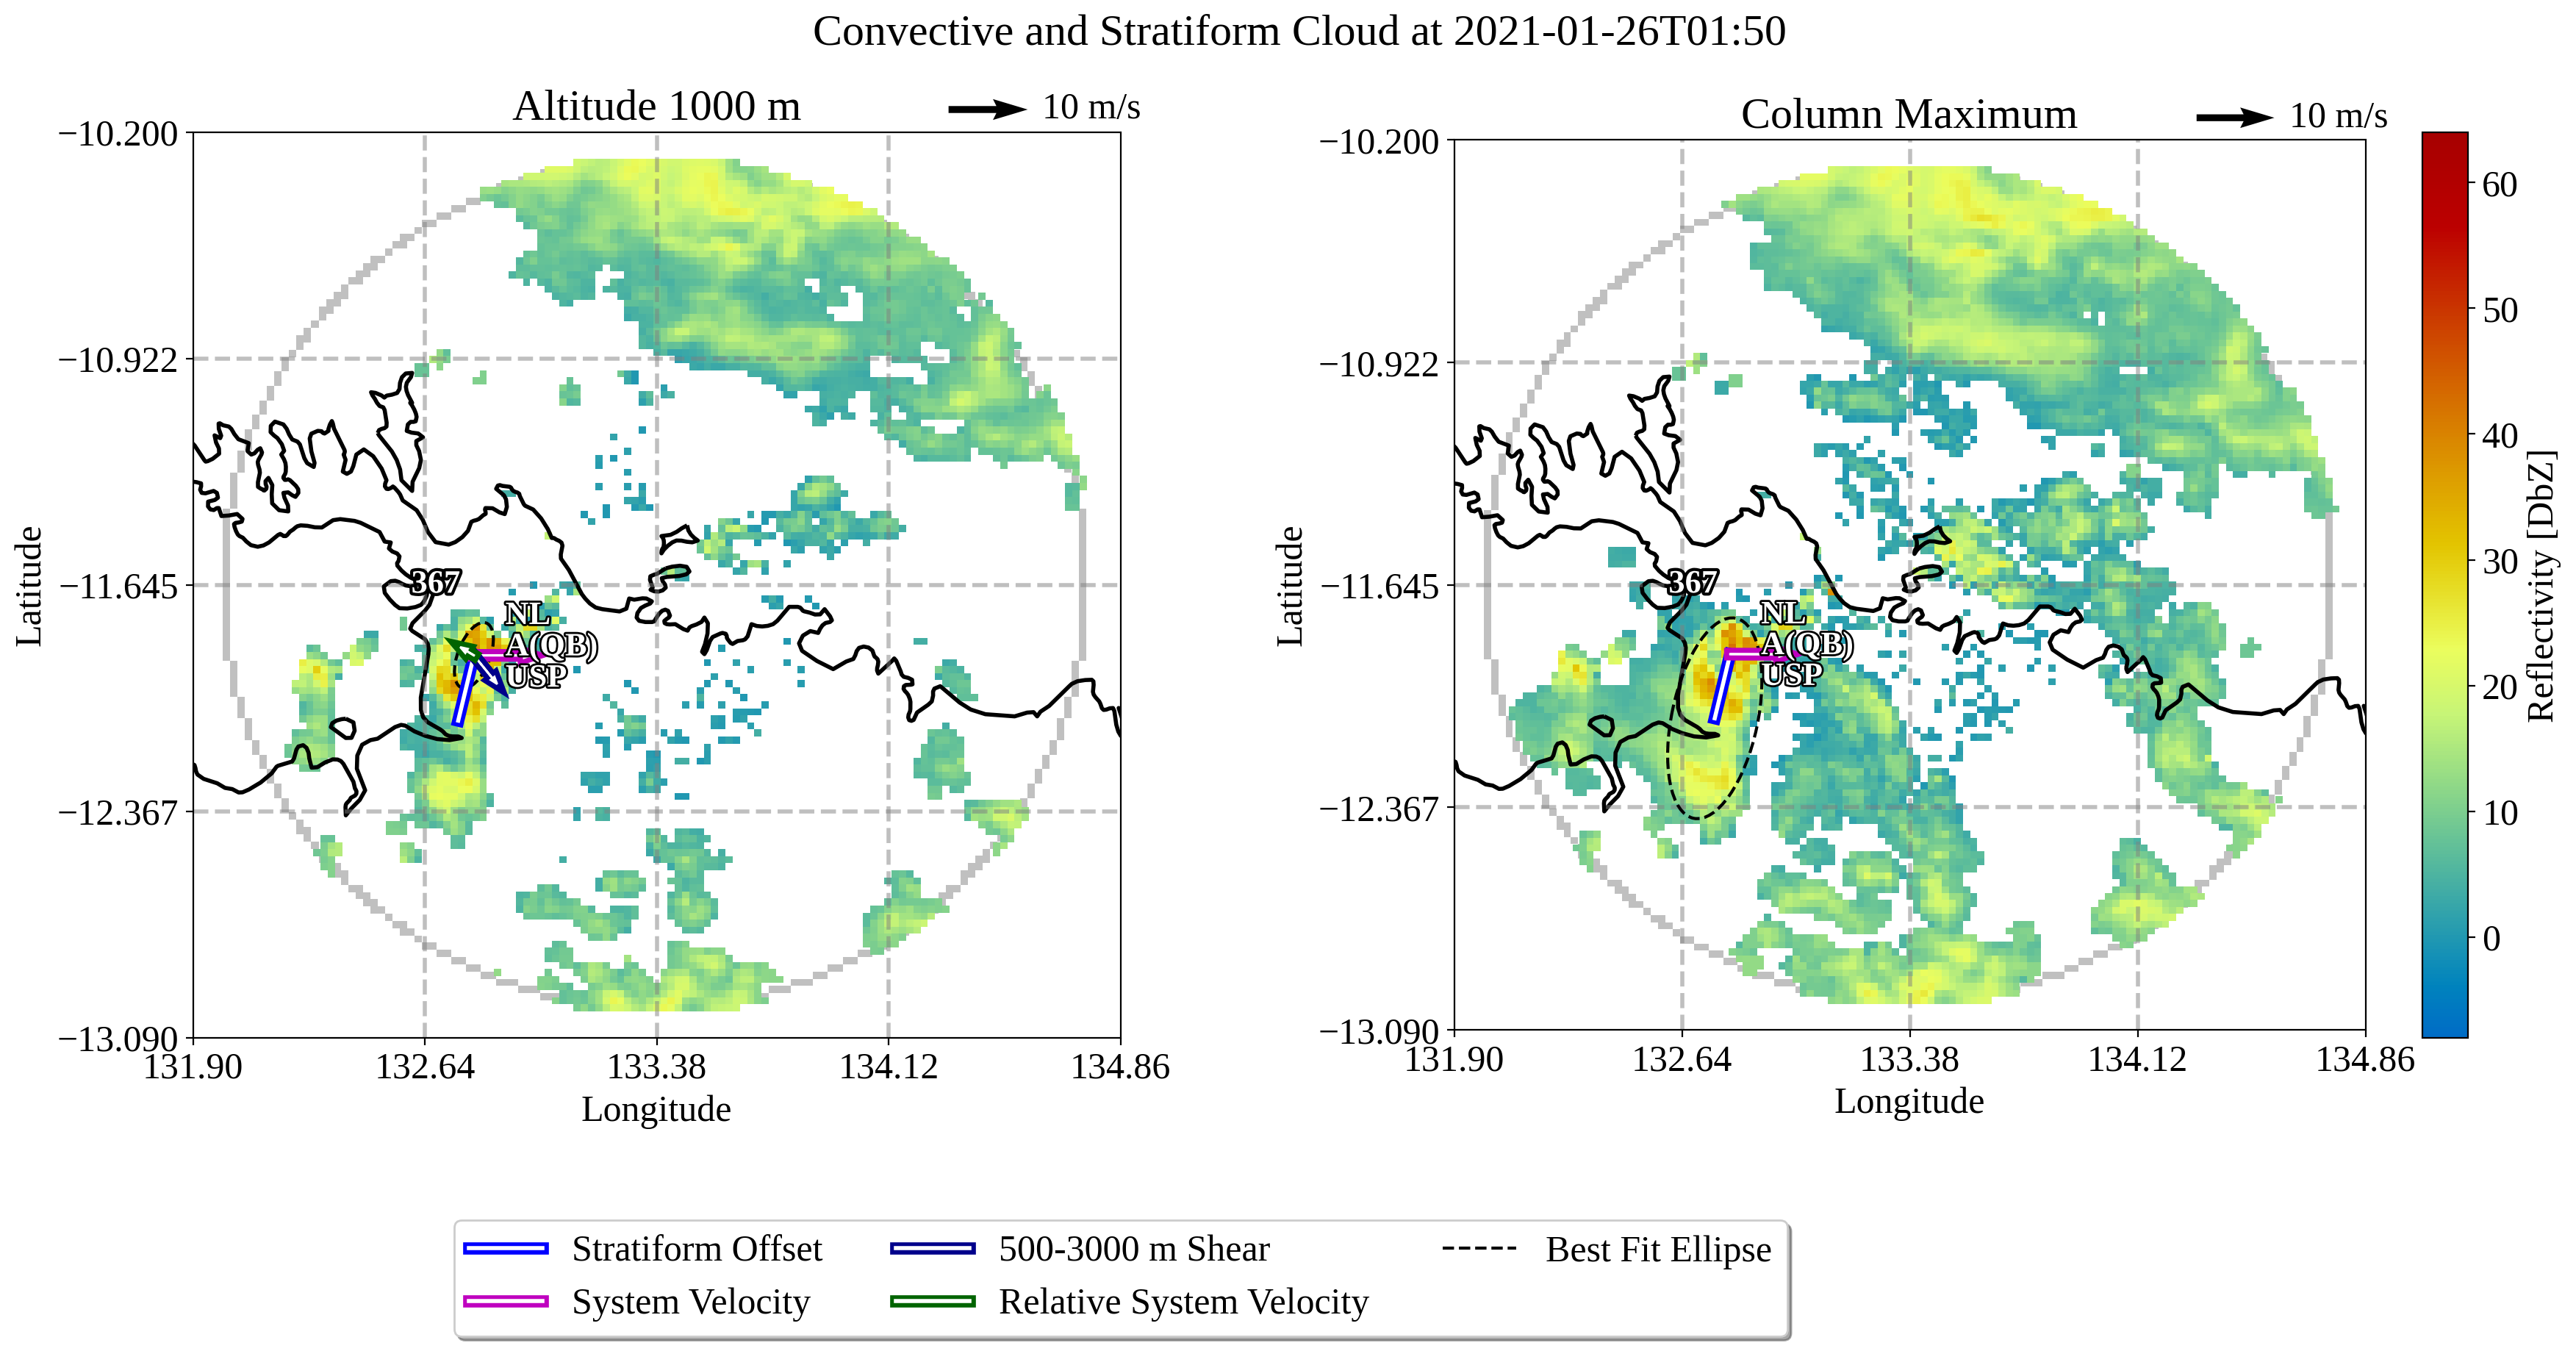 Convective and Stratiform Cloud at 2021-01-26T01:50
Altitude 1000 m
10 m/s
−10.200
−10.922
−11.645
−12.367
−13.090
Latitude
131.90
132.64
133.38
134.12
134.86
Longitude
367
NL
A(QB)
USP
Column Maximum
10 m/s
−10.200
−10.922
−11.645
−12.367
−13.090
Latitude
131.90
132.64
133.38
134.12
134.86
Longitude
367
NL
A(QB)
USP
60
50
40
30
20
10
0
Reflectivity [DbZ]
Stratiform Offset
System Velocity
500-3000 m Shear
Relative System Velocity
Best Fit Ellipse